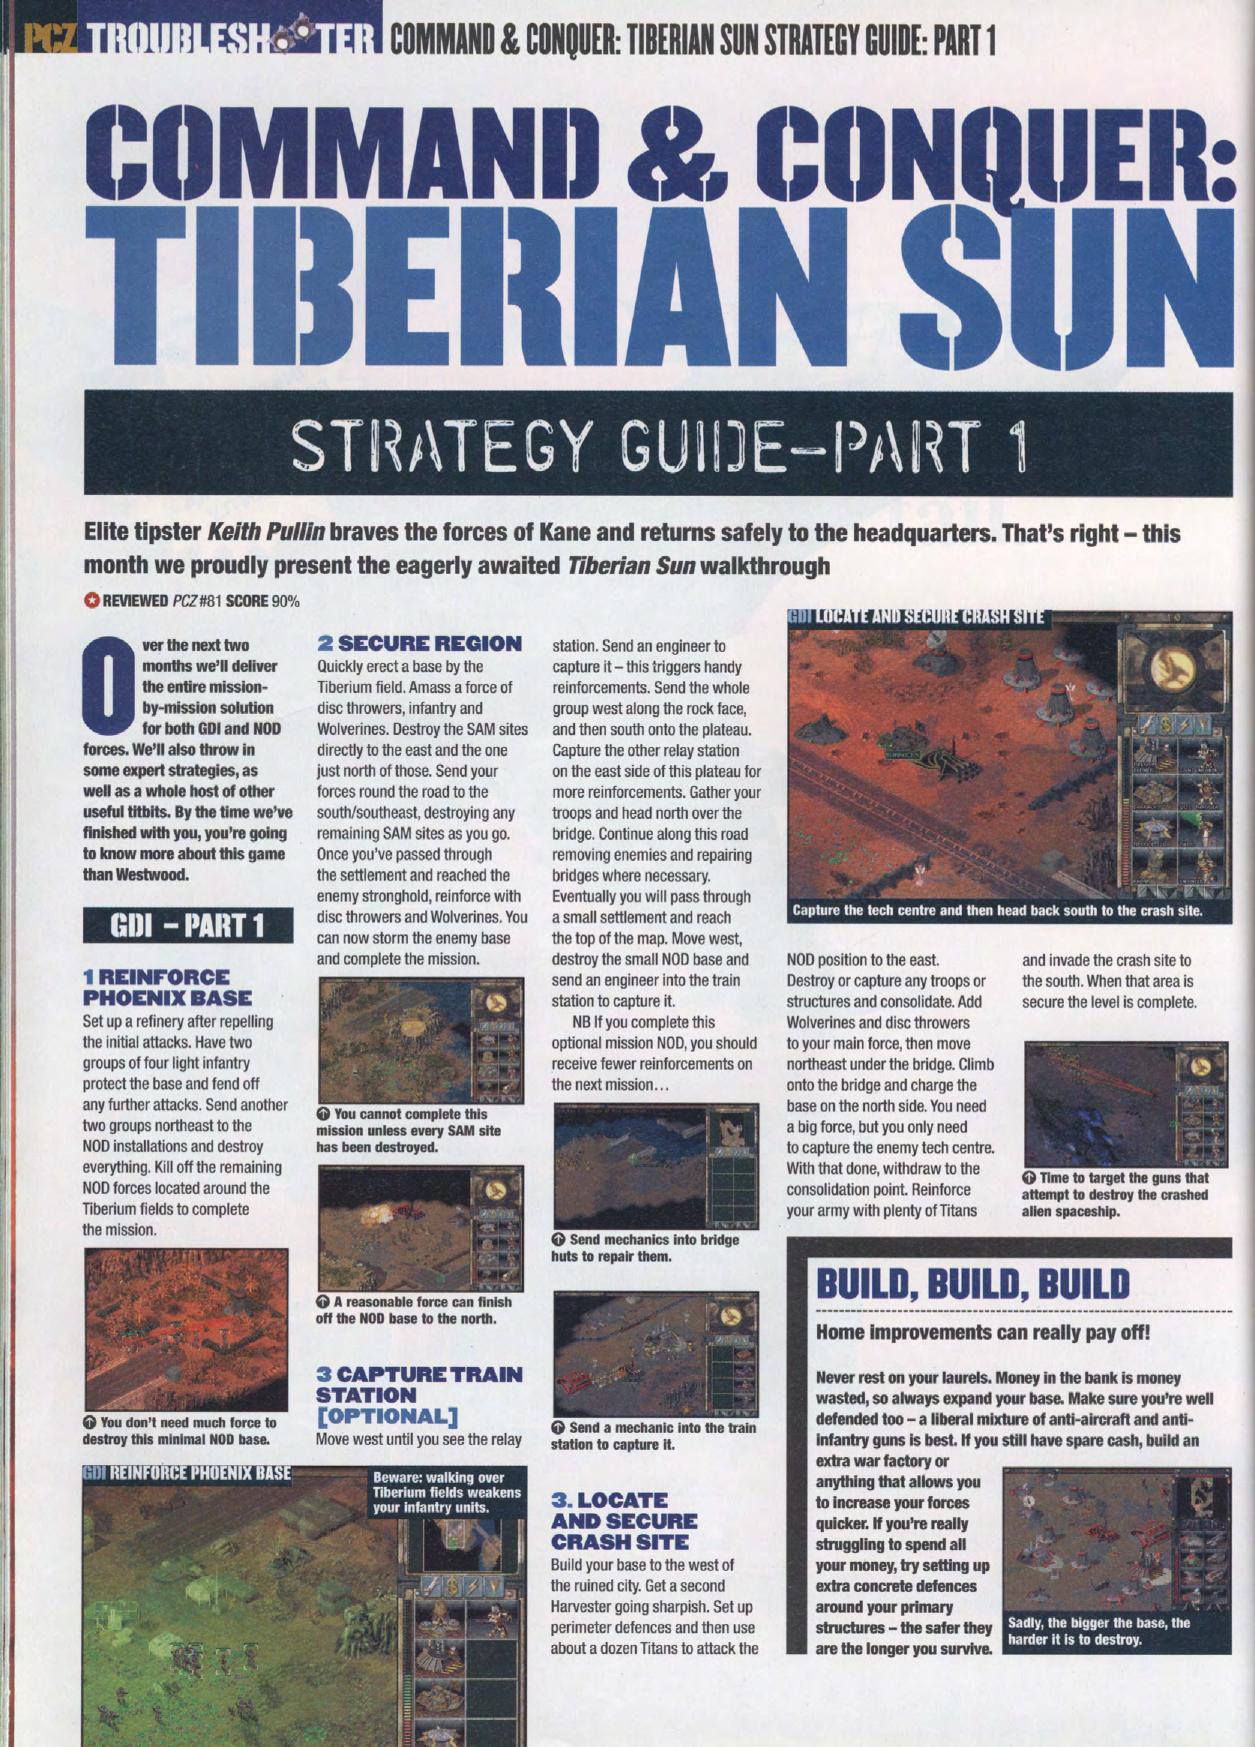 PCZ TROUBLESHOOTER COMMAND & CONQUER: TIBERIAN SUN STRATEGY GUIDE: PART 1
COMMAND & CONQUER:
TIBERIAN SUN
STRATEGY GUIDE–PART 1
Elite tipster Keith Pullin braves the forces of Kane and returns safely to the headquarters. That's right – this
month we proudly present the eagerly awaited Tiberian Sun walkthrough
REVIEWED PCZ #81 SCORE 90%
Over the next two
months we'll deliver
the entire mission-
by-mission solution
for both GDI and NOD
forces. We'll also throw in
some expert strategies, as
well as a whole host of other
useful titbits. By the time we've
finished with you, you're going
to know more about this game
than Westwood.
GDI – PART 1
1 REINFORCE
PHOENIX BASE
Set up a refinery after repelling
the initial attacks. Have two
groups of four light infantry
protect the base and fend off
any further attacks. Send another
two groups northeast to the
NOD installations and destroy
everything. Kill off the remaining
NOD forces located around the
Tiberium fields to complete
the mission.
You don't need much force to
destroy this minimal NOD base.
GDI REINFORCE PHOENIX BASE
Beware: walking over
Tiberium fields weakens
your infantry units.
2 SECURE REGION
Quickly erect a base by the
Tiberium field. Amass a force of
disc throwers, infantry and
Wolverines. Destroy the SAM sites
directly to the east and the one
just north of those. Send your
forces round the road to the
south/southeast, destroying any
remaining SAM sites as you go.
Once you've passed through
the settlement and reached the
enemy stronghold, reinforce with
disc throwers and Wolverines. You
can now storm the enemy base
and complete the mission.
You cannot complete this
mission unless every SAM site
has been destroyed.
A reasonable force can finish
off the NOD base to the north.
3 CAPTURE TRAIN
STATION
[OPTIONAL]
Move west until you see the relay
station. Send an engineer to
capture it – this triggers handy
reinforcements. Send the whole
group west along the rock face,
and then south onto the plateau.
Capture the other relay station
on the east side of this plateau for
more reinforcements. Gather your
troops and head north over the
bridge. Continue along this road
removing enemies and repairing
bridges where necessary.
Eventually you will pass through
a small settlement and reach
the top of the map. Move west,
destroy the small NOD base and
send an engineer into the train
station to capture it.
NB If you complete this
optional mission NOD, you should
receive fewer reinforcements on
the next mission...
Send mechanics into bridge
huts to repair them.
Send a mechanic into the train
station to capture it.
3. LOCATE
AND SECURE
CRASH SITE
Build your base to the west of
the ruined city. Get a second
Harvester going sharpish. Set up
perimeter defences and then use
about a dozen Titans to attack the
GDI LOCATE AND SECURE CRASH SITE
Capture the tech centre and then head back south to the crash site.
NOD position to the east.
Destroy or capture any troops or
structures and consolidate. Add
Wolverines and disc throwers
to your main force, then move
northeast under the bridge. Climb
onto the bridge and charge the
base on the north side. You need
a big force, but you only need
to capture the enemy tech centre.
With that done, withdraw to the
consolidation point. Reinforce
your army with plenty of Titans
and invade the crash site to
the south. When that area is
secure the level is complete.
Time to target the guns that
attempt to destroy the crashed
alien spaceship.
BUILD, BUILD, BUILD
Home improvements can really pay off!
Never rest on your laurels. Money in the bank is money
wasted, so always expand your base. Make sure you're well
defended too – a liberal mixture of anti-aircraft and anti-
infantry guns is best. If you still have spare cash, build an
extra war factory or
anything that allows you
to increase your forces
quicker. If you're really
struggling to spend all
your money, try setting up
extra concrete defences
around your primary
structures – the safer they
are the longer you survive.
Sadly, the bigger the base, the
harder it is to destroy.